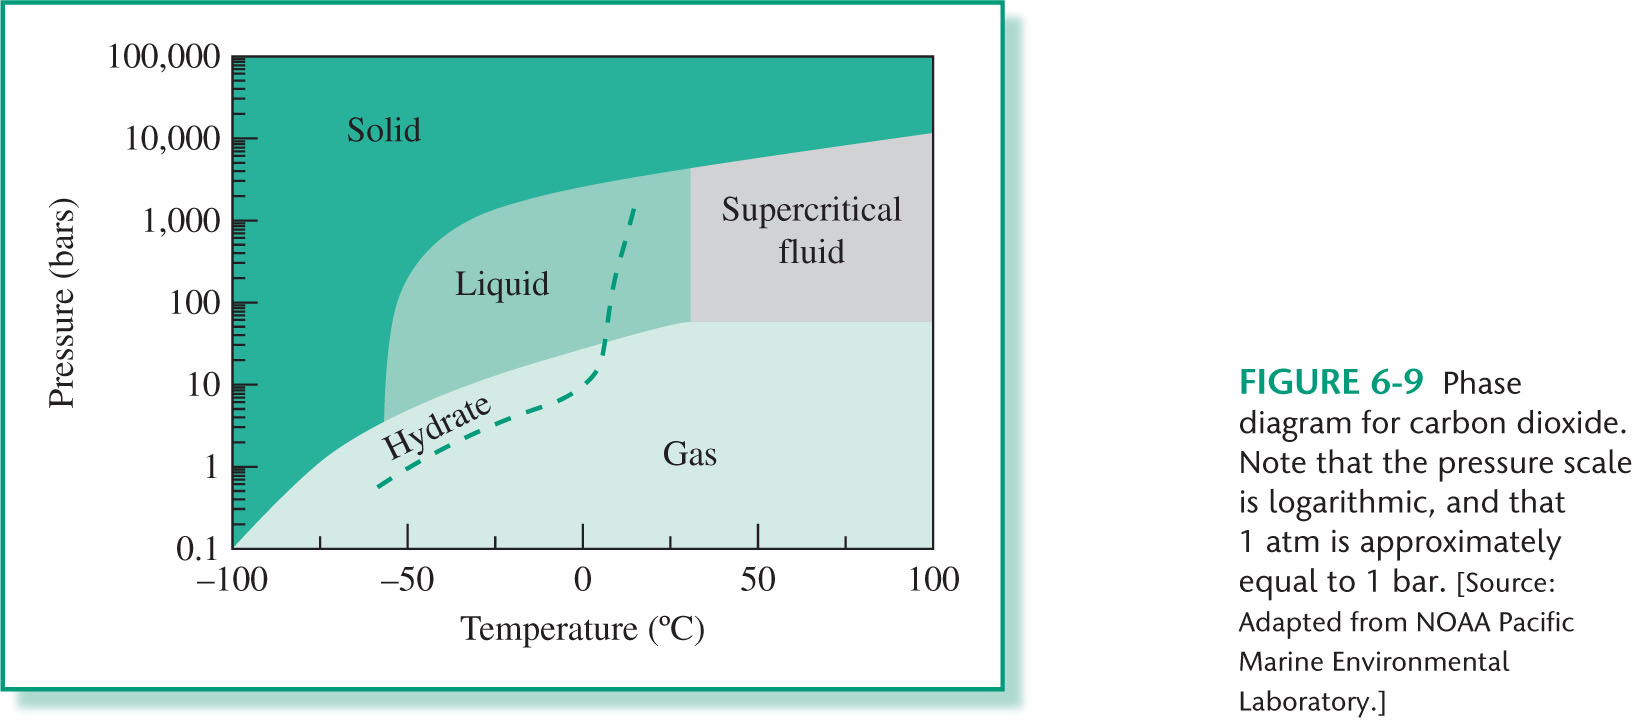 100,000
10,000
1,000
100
10
1
0.1
Pressure (bars)
Solid
Liquid
Supercritical
fluid
Hydrate
Gas
–100
–50
0
50
100
Temperature (ºC)
FIGURE 6-9 Phase
diagram for carbon dioxide.
Note that the pressure scale
is logarithmic, and that
1 atm is approximately
equal to 1 bar. [Source:
Adapted from NOAA Pacific
Marine Environmental
Laboratory.]